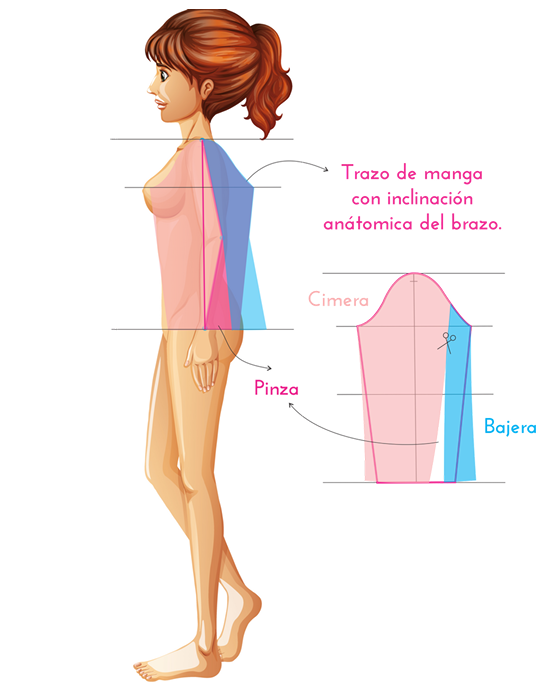 Trazo de manga
con inclinación
anátomica del brazo.
Cimera
Pinza
Bajera